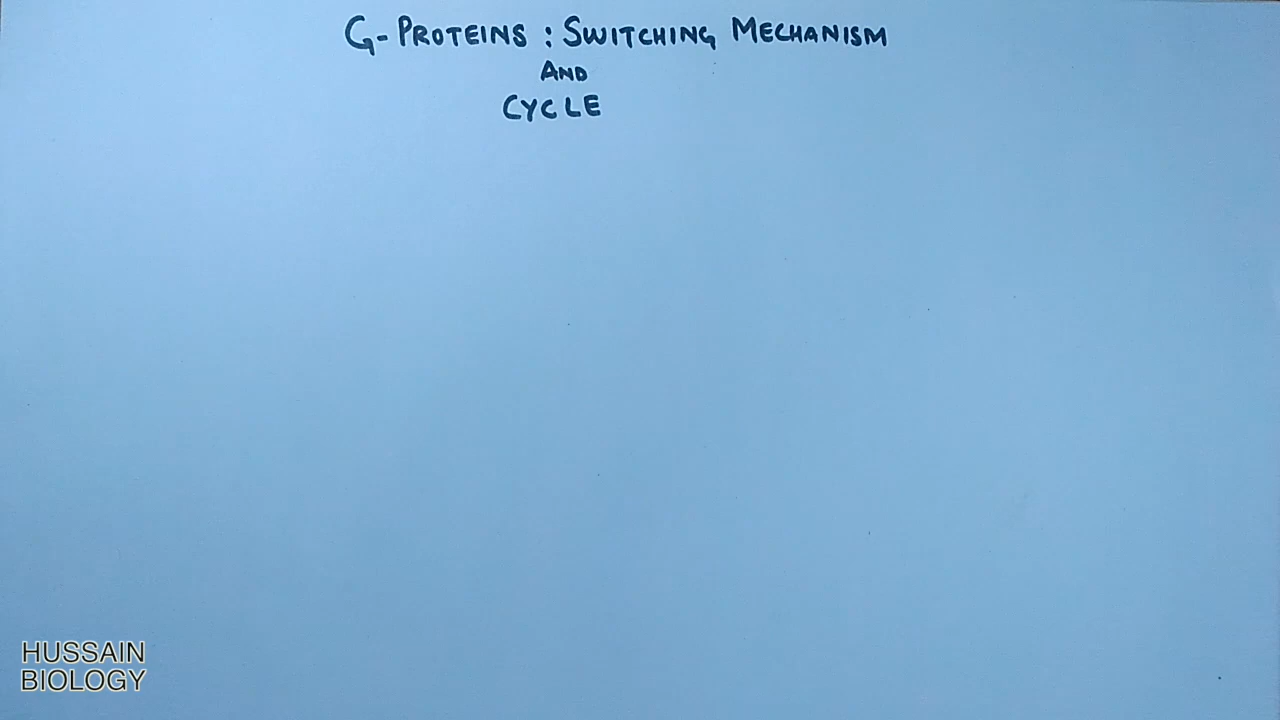 G-PROTEINS : SWITCHING MECHANISM
AND
CYCLE
HUSSAIN
BIOLOGY